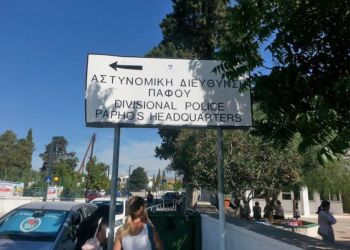 ΑΣΤΥΝΟΜΙΚΗ ΔΙΕΥΘΥΝΣΗ
ΠΑΦΟΥ
DIVISIONAL POLICE
PAPHOS HEADQUARTERS